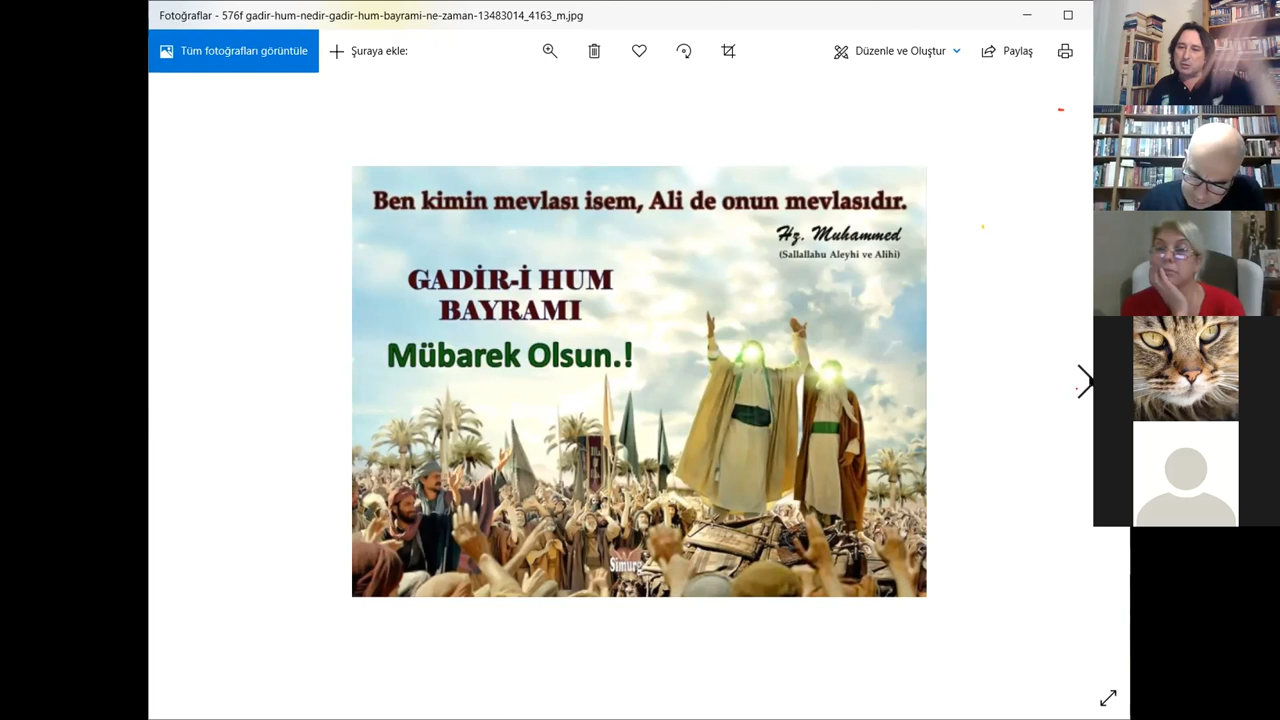 Fotoğraflar - 576f gadir-hum-nedir-gadir-hum-bayrami-ne-zaman-13483014_4163_m.jpg
Tüm fotoğrafları görüntüle
Şuraya ekle:
Düzenle ve Oluştur
Paylaş
Ben kimin mevlası isem, Ali de onun mevlasıdır.
Hz. Muhammed
(Sallallahu Aleyhi ve Alihi)
GADİR-İ HUM
BAYRAMI
Mübarek Olsun.!
Simurg